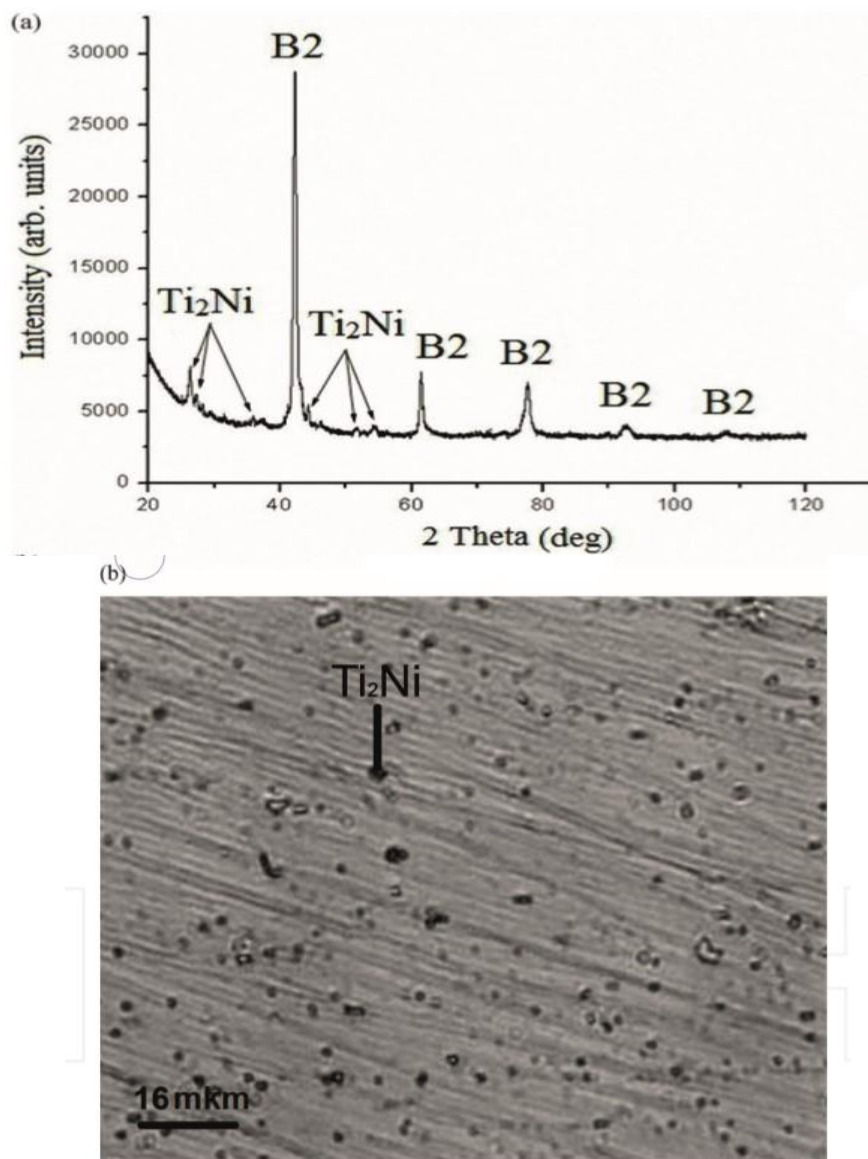 (a)
B2
30000
25000
20000
15000
10000
5000
0
Intensity (arb. units)
Ti₂Ni
Ti₂Ni
B2
B2
B2
B2
20
40
60
80
100
120
2 Theta (deg)
(b)
Ti₂Ni
16 mkm